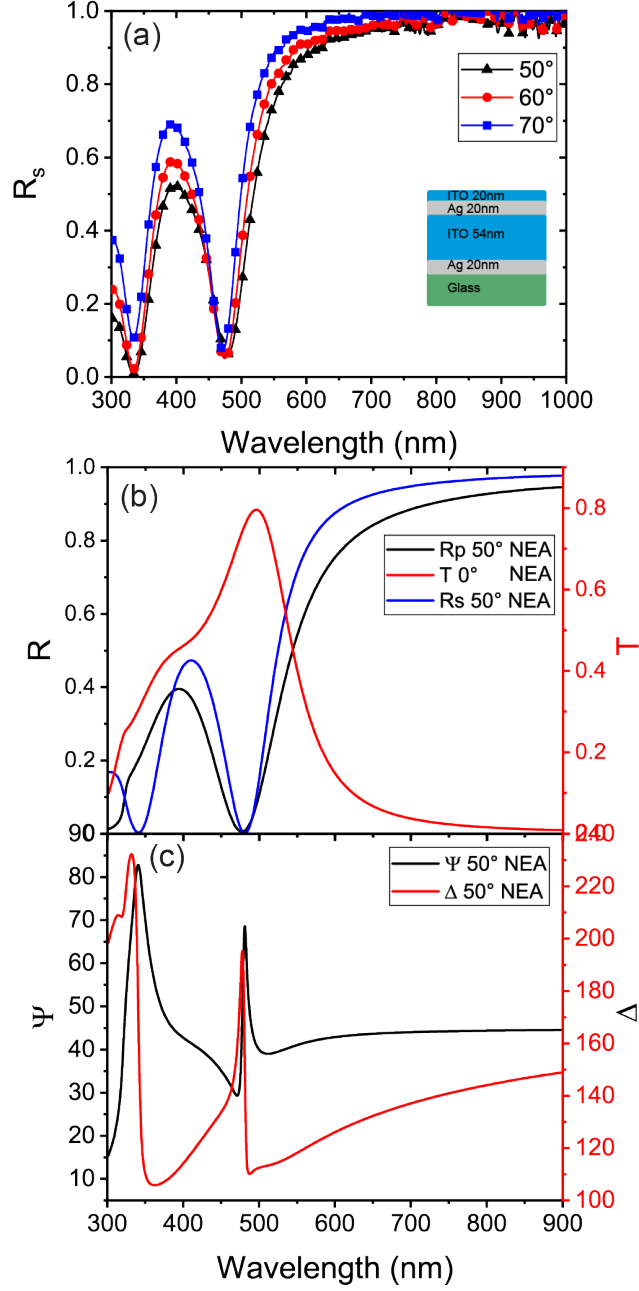 (a)
1.0
0.8
0.6
0.4
0.2
0.0
R_s
50°
60°
70°
ITO 20nm
Ag 20nm
ITO 54nm
Ag 20nm
Glass
300 400 500 600 700 800 900 1000
Wavelength (nm)
(b)
1.0
0.8
0.6
0.4
0.2
R
Rp 50° NEA
T 0° NEA
Rs 50° NEA
0.8
0.6
0.4
0.2
T
(c)
90
80
70
60
50
40
30
20
10
Ψ
Ψ 50° NEA
Δ 50° NEA
240
220
200
180
160
140
120
100
Δ
300 400 500 600 700 800 900
Wavelength (nm)